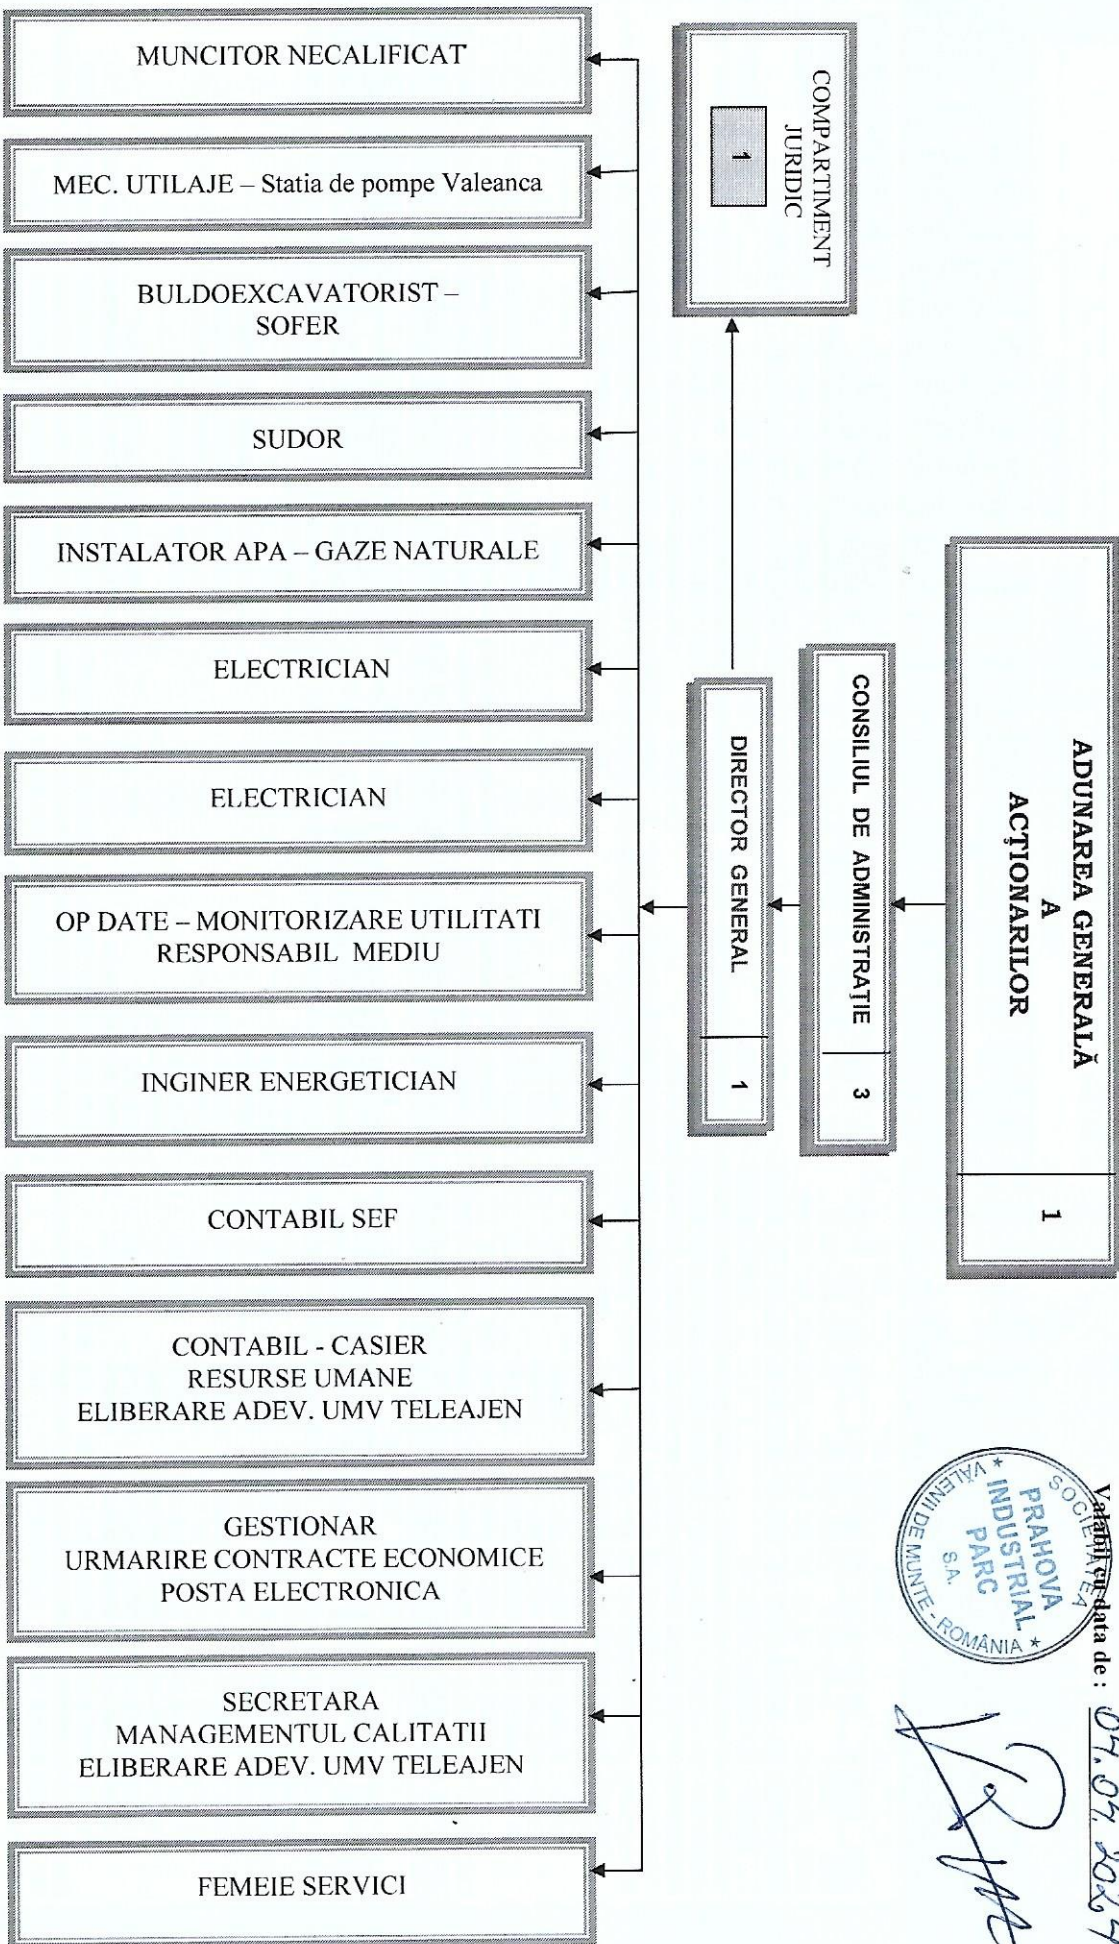 ADUNAREA GENERALĂ
A
ACŢIONARILOR
1
Valabil cu data de :
SOCIETATEA
PRAHOVA
INDUSTRIAL
PARC
S.A.
* VĂLENII DE MUNTE - ROMÂNIA *
CONSILIUL DE ADMINISTRAŢIE
3
DIRECTOR GENERAL
1
COMPARTIMENT
JURIDIC
1
MUNCITOR NECALIFICAT
MEC. UTILAJE – Statia de pompe Valeanca
BULDOEXCAVATORIST –
SOFER
SUDOR
INSTALATOR APA – GAZE NATURALE
ELECTRICIAN
ELECTRICIAN
OP DATE – MONITORIZARE UTILITATI
RESPONSABIL MEDIU
INGINER ENERGETICIAN
CONTABIL SEF
CONTABIL - CASIER
RESURSE UMANE
ELIBERARE ADEV. UMV TELEAJEN
GESTIONAR
URMARIRE CONTRACTE ECONOMICE
POSTA ELECTRONICA
SECRETARA
MANAGEMENTUL CALITATII
ELIBERARE ADEV. UMV TELEAJEN
FEMEIE SERVICI